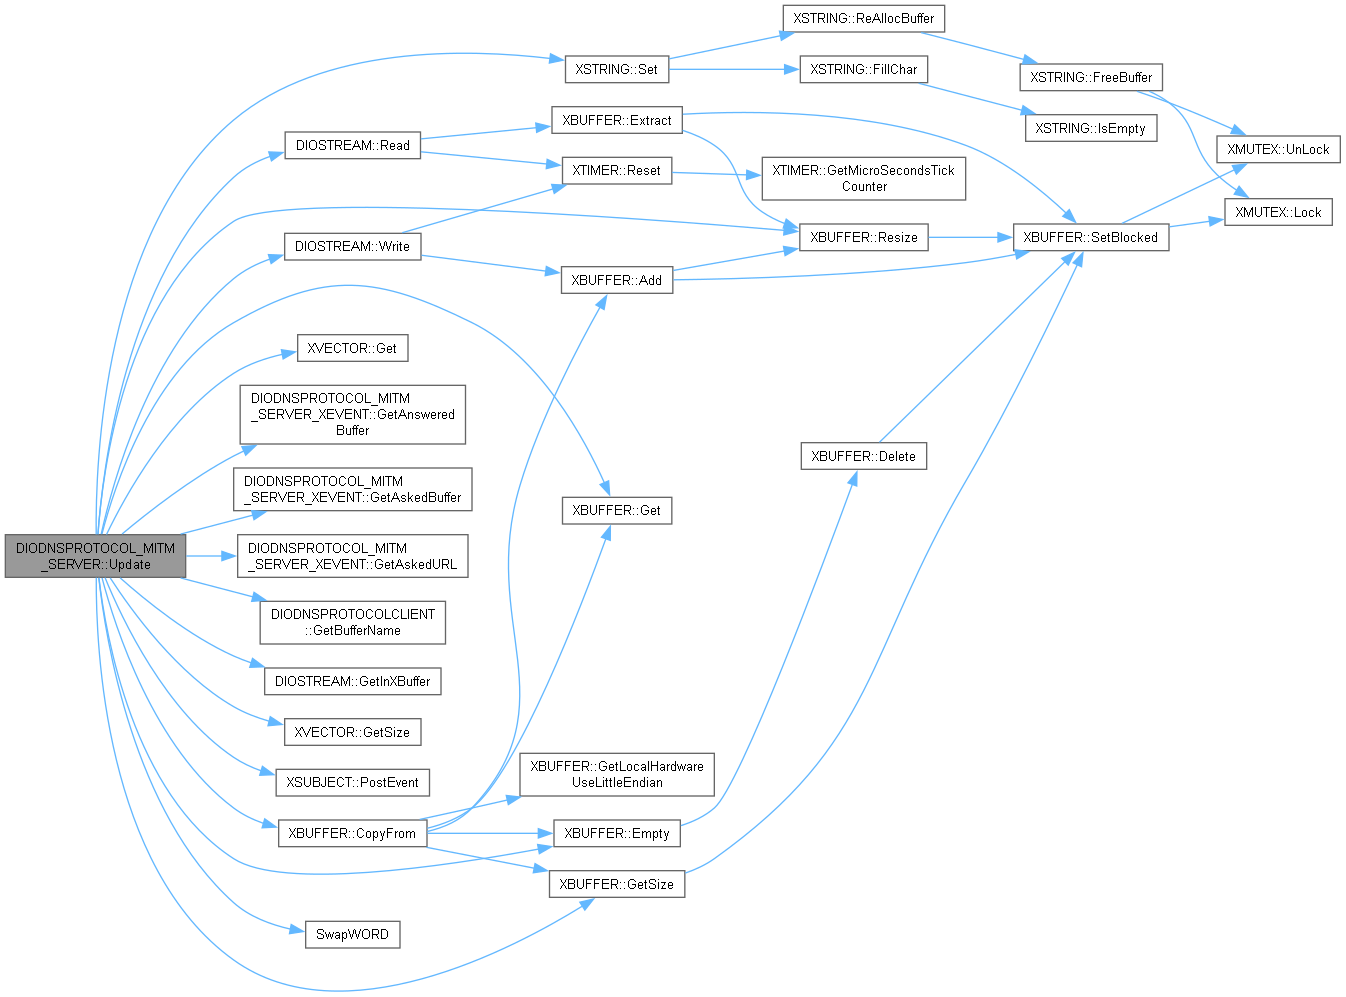 DIODNSPROTOCOL_MITM
_SERVER::Update
XSTRING::Set
XSTRING::ReAllocBuffer
XSTRING::FillChar
XSTRING::FreeBuffer
XSTRING::IsEmpty
XMUTEX::UnLock
XMUTEX::Lock
DIOSTREAM::Read
XBUFFER::Extract
XTIMER::Reset
XTIMER::GetMicroSecondsTick
Counter
DIOSTREAM::Write
XBUFFER::Resize
XBUFFER::SetBlocked
XBUFFER::Add
XVECTOR::Get
DIODNSPROTOCOL_MITM
_SERVER_XEVENT::GetAnswered
Buffer
DIODNSPROTOCOL_MITM
_SERVER_XEVENT::GetAskedBuffer
DIODNSPROTOCOL_MITM
_SERVER_XEVENT::GetAskedURL
DIODNSPROTOCOLCLIENT
::GetBufferName
DIOSTREAM::GetInXBuffer
XVECTOR::GetSize
XSUBJECT::PostEvent
XBUFFER::CopyFrom
SwapWORD
XBUFFER::Get
XBUFFER::Delete
XBUFFER::GetLocalHardware
UseLittleEndian
XBUFFER::Empty
XBUFFER::GetSize